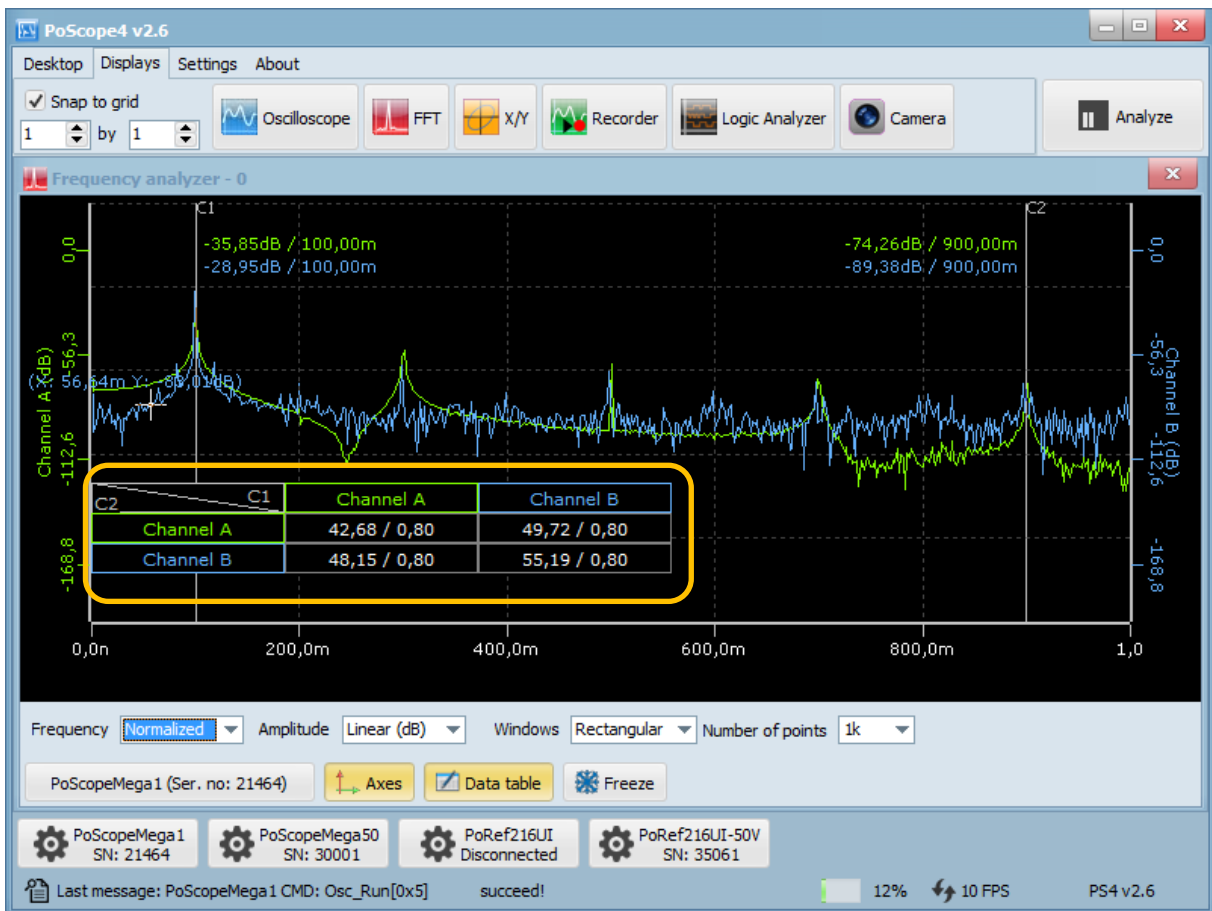 PoScope4 v2.6
Desktop Displays Settings About
Snap to grid
1 by 1
Oscilloscope FFT X/Y Recorder Logic Analyzer Camera Analyze
Frequency analyzer - 0
C1 C2
-35,85dB / 100,00m -74,26dB / 900,00m
-28,95dB / 100,00m -89,38dB / 900,00m
0,0
-56,3
-112,6
-168,8
Channel A (dB)
(X: 56,64m Y: -83,01dB)
0,0
-56,3
-112,6
-168,8
Channel B (dB)
C2 C1 Channel A Channel B
Channel A 42,68 / 0,80 49,72 / 0,80
Channel B 48,15 / 0,80 55,19 / 0,80
0,0n 200,0m 400,0m 600,0m 800,0m 1,0
Frequency Normalized Amplitude Linear (dB) Windows Rectangular Number of points 1k
PoScopeMega1 (Ser. no: 21464) Axes Data table Freeze
PoScopeMega1 PoScopeMega50 PoRef216UI PoRef216UI-50V
SN: 21464 SN: 30001 Disconnected SN: 35061
Last message: PoScopeMega1 CMD: Osc_Run[0x5] succeed! 12% 10 FPS PS4 v2.6